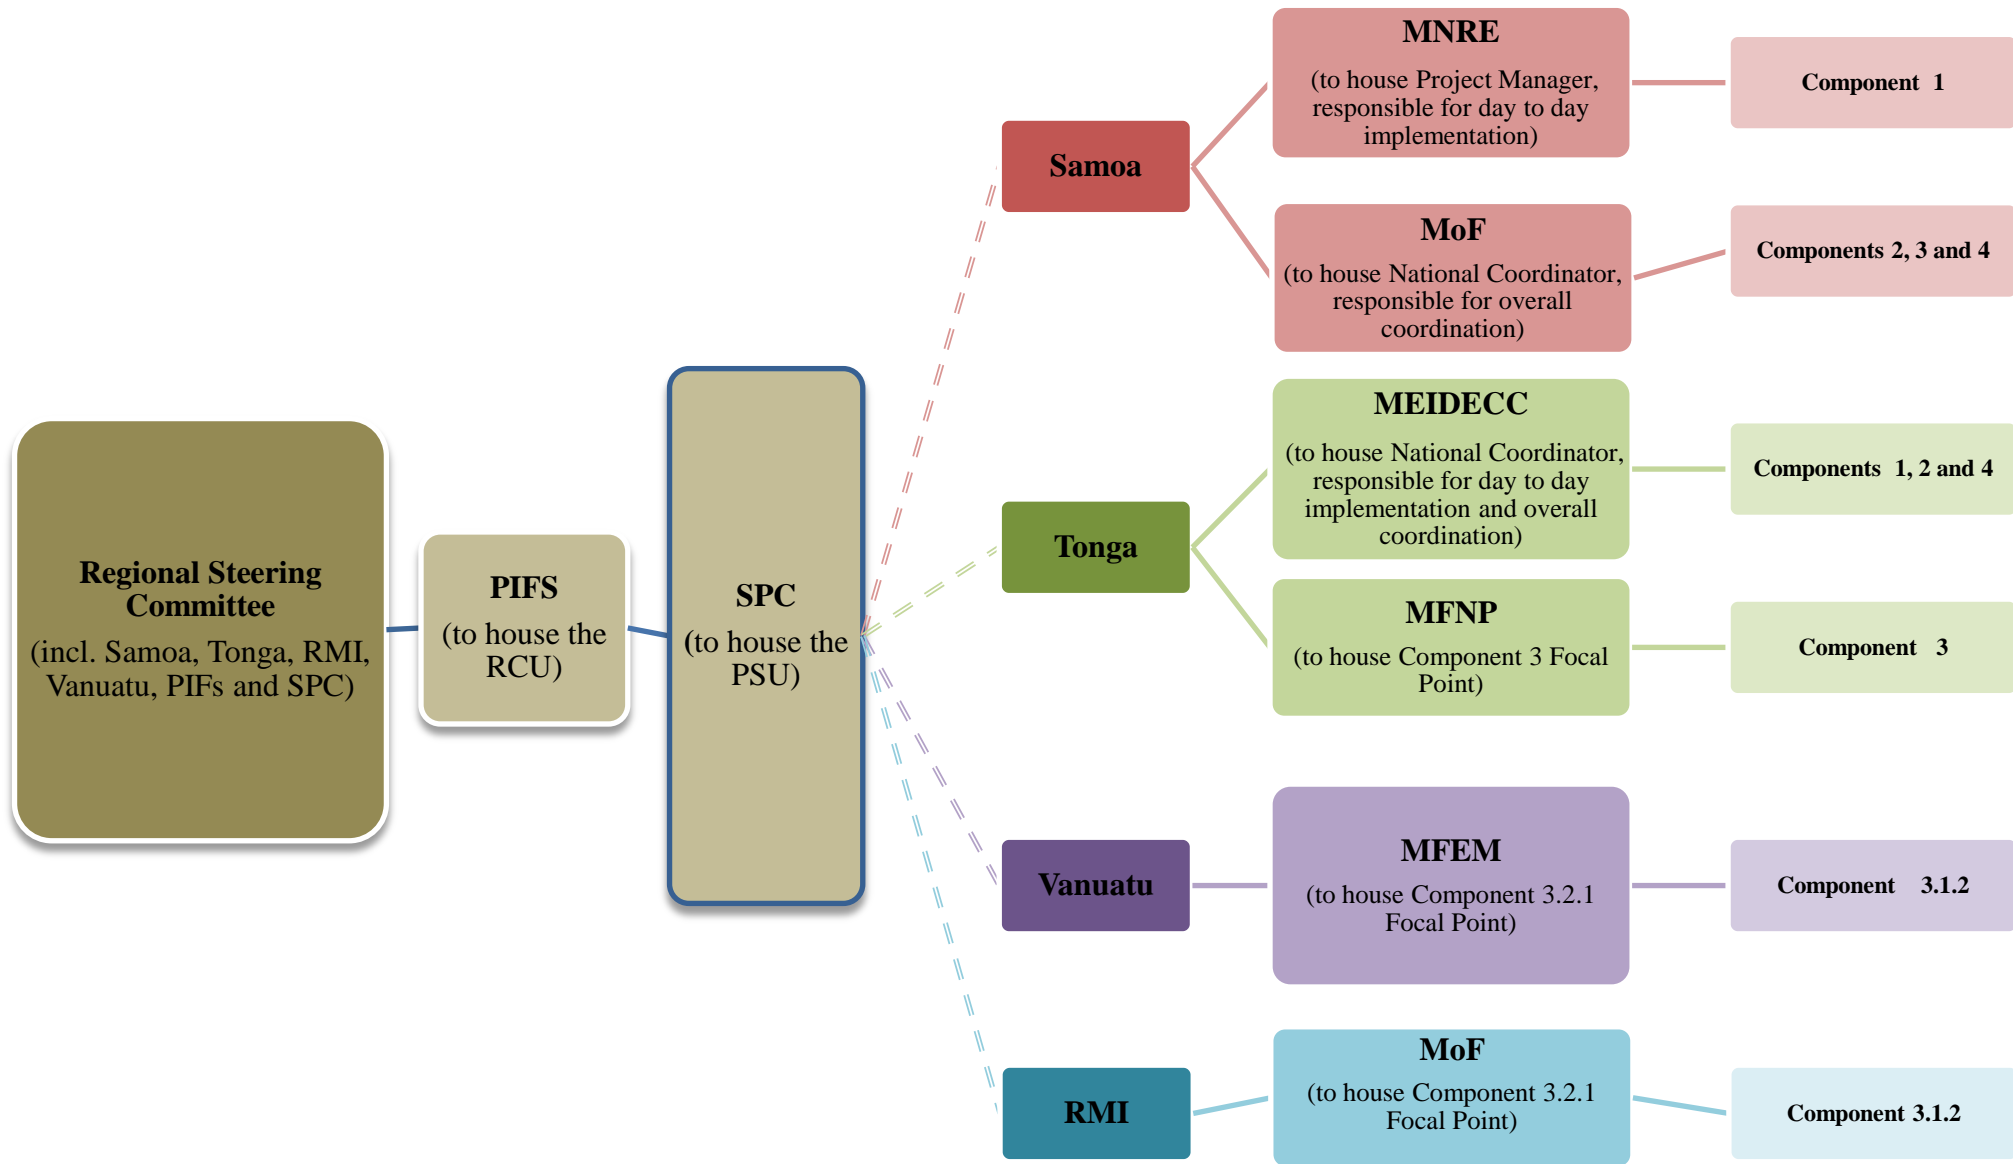 Regional Steering
Committee
(incl. Samoa, Tonga, RMI,
Vanuatu, PIFs and SPC)
PIFS
(to house the
RCU)
SPC
(to house the
PSU)
Samoa
MNRE
(to house Project Manager,
responsible for day to day
implementation)
Component 1
MoF
(to house National Coordinator,
responsible for overall
coordination)
Components 2, 3 and 4
Tonga
MEIDECC
(to house National Coordinator,
responsible for day to day
implementation and overall
coordination)
Components 1, 2 and 4
MFNP
(to house Component 3 Focal
Point)
Component 3
Vanuatu
MFEM
(to house Component 3.2.1
Focal Point)
Component 3.1.2
RMI
MoF
(to house Component 3.2.1
Focal Point)
Component 3.1.2